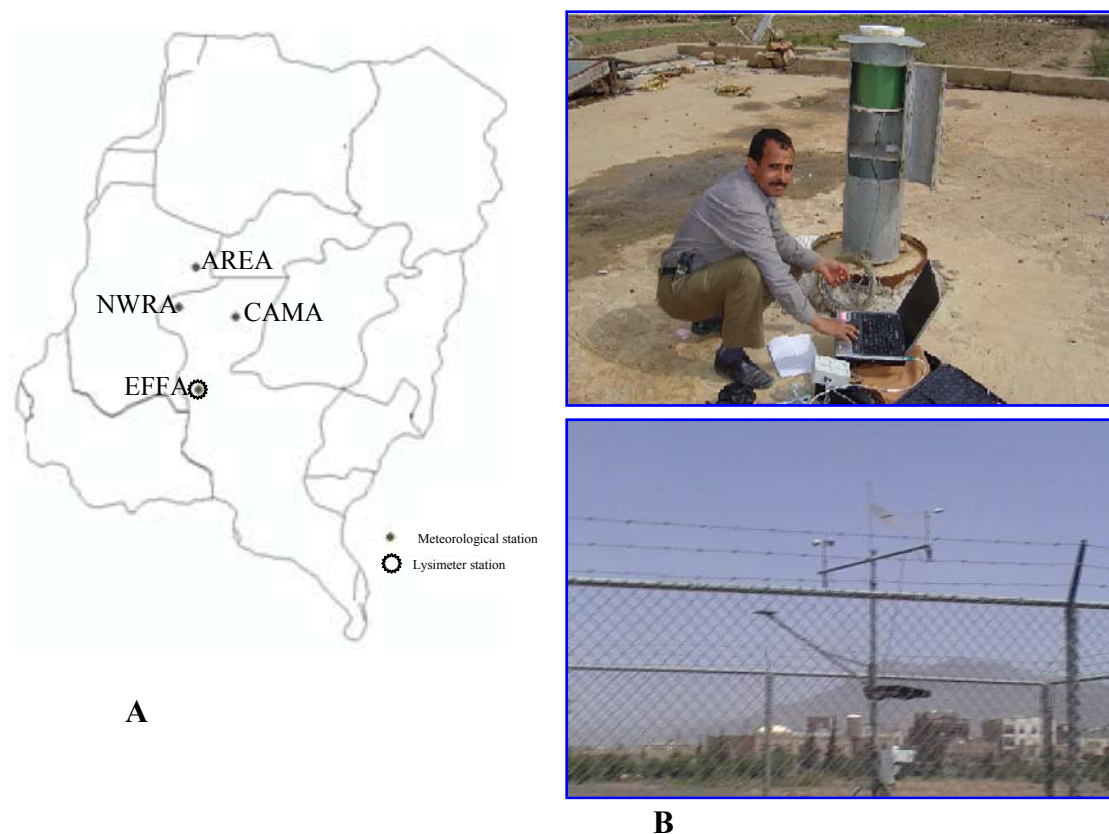 AREA
NWRA
CAMA
EFFA
Meteorological station
Lysimeter station
A
B